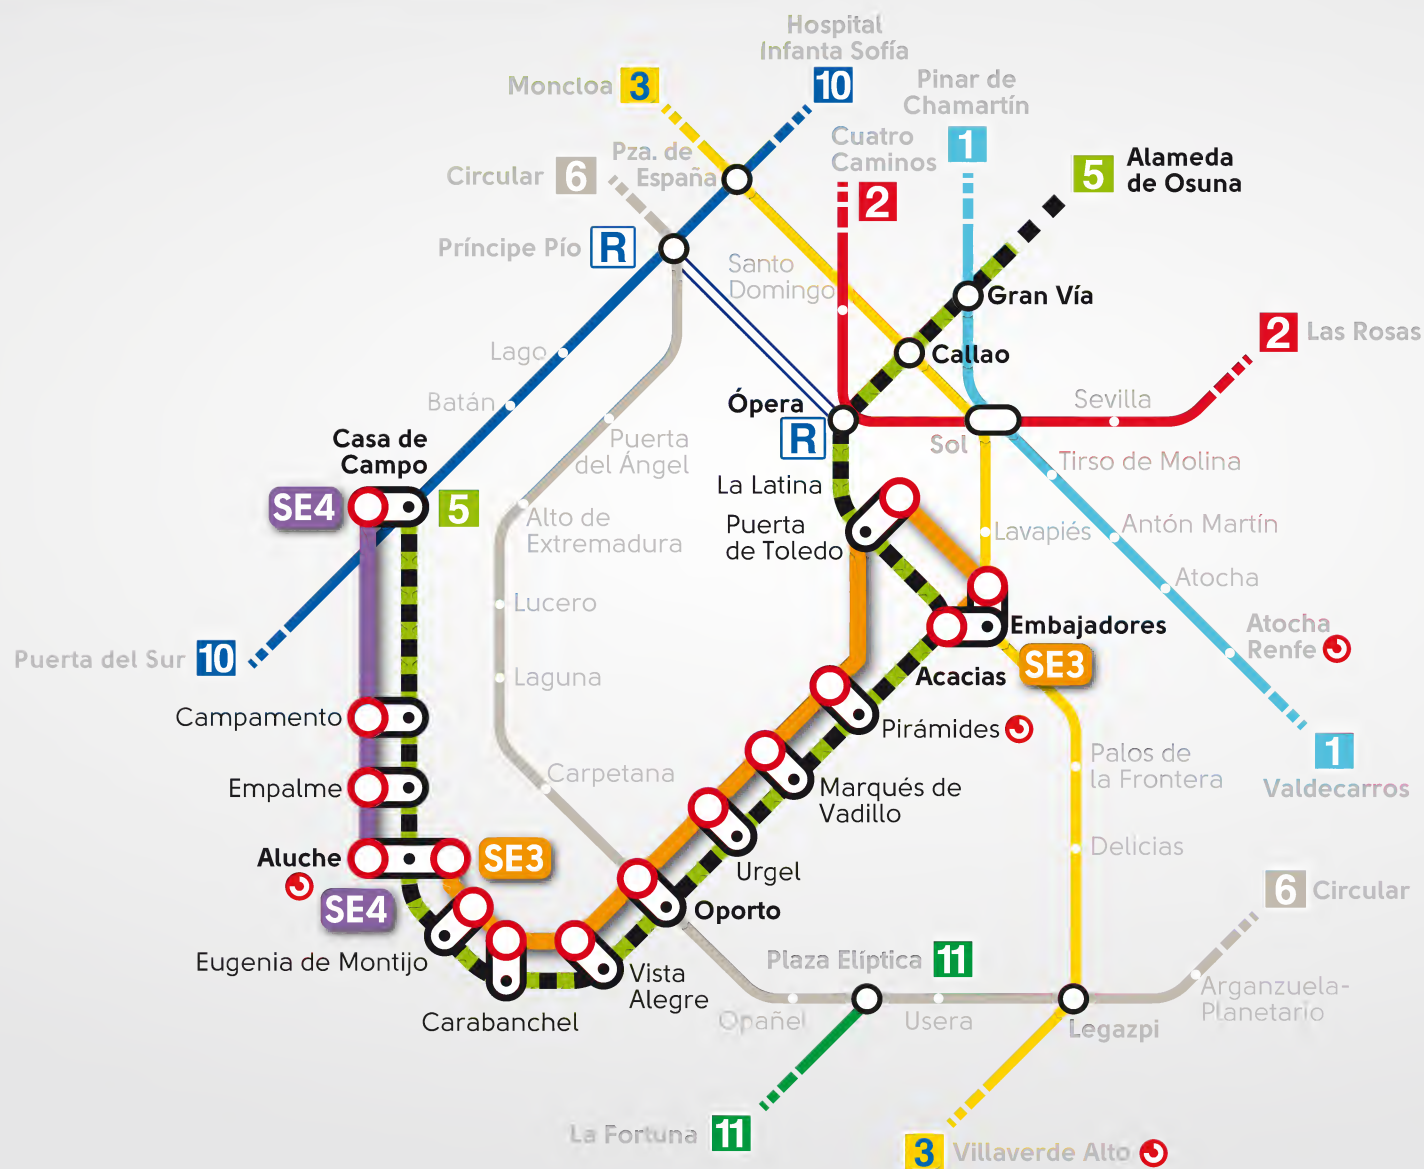 Hospital
Infanta Sofía
10
Moncloa 3
Pinar de
Chamartín
1
Cuatro
Caminos
2
Pza. de
España
Circular 6
5 Alameda
de Osuna
Príncipe Pío R
Santo
Domingo
Gran Vía
2 Las Rosas
Lago
Callao
Batán
Ópera
R
Sevilla
Sol
Casa de
Campo
SE4
5
Puerta
del Ángel
Tirso de Molina
La Latina
Puerta
de Toledo
Alto de
Extremadura
Lavapiés
Antón Martín
Atocha
Lucero
Embajadores
SE3
Atocha
Renfe
Puerta del Sur 10
Laguna
Acacias
Campamento
Pirámides
1
Valdecarros
Palos de
la Frontera
Empalme
Carpetana
Marqués de
Vadillo
Aluche
SE3
SE4
Urgel
Delicias
Oporto
6 Circular
Eugenia de Montijo
Vista
Alegre
Carabanchel
Plaza Elíptica 11
Opañel
Usera
Legazpi
Arganzuela-
Planetario
La Fortuna 11
3 Villaverde Alto